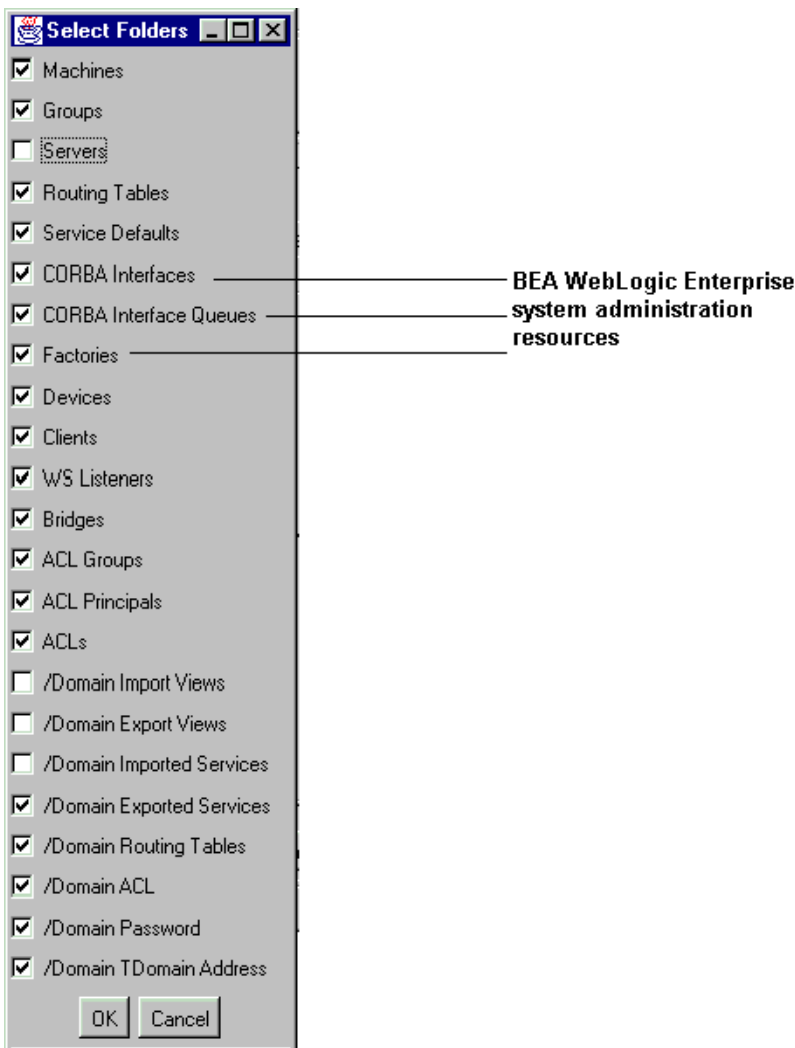 Select Folders
Machines
Groups
Servers
Routing Tables
Service Defaults
CORBA Interfaces
CORBA Interface Queues
Factories
Devices
Clients
WS Listeners
Bridges
ACL Groups
ACL Principals
ACLs
/Domain Import Views
/Domain Export Views
/Domain Imported Services
/Domain Exported Services
/Domain Routing Tables
/Domain ACL
/Domain Password
/Domain TDomain Address
OK Cancel
BEA WebLogic Enterprise
system administration
resources